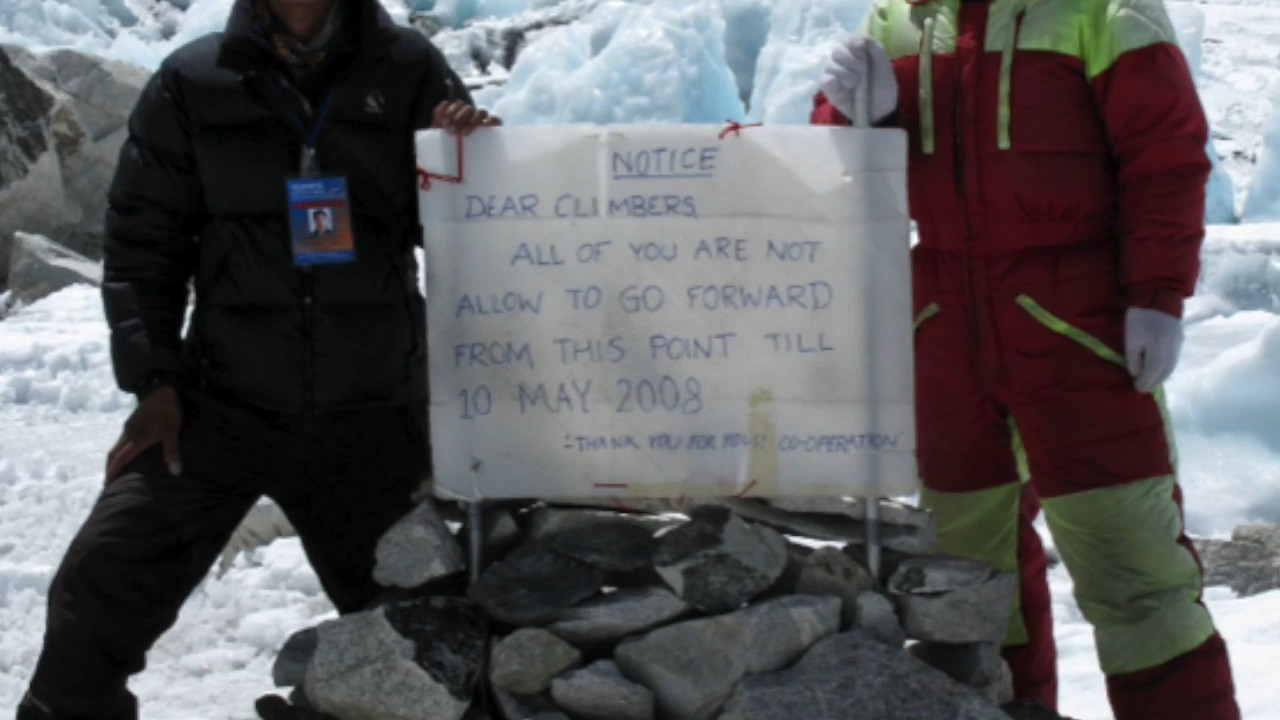 NOTICE
DEAR CLIMBERS
ALL OF YOU ARE NOT
ALLOW TO GO FORWARD
FROM THIS POINT TILL
10 MAY 2008
"THANK YOU FOR YOUR CO-OPERATION"